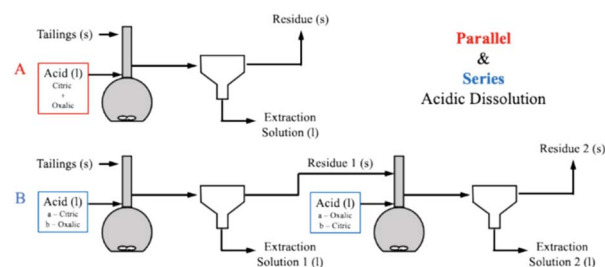 Tailings (s)
Residue (s)
A
Acid (l)
Citric
+
Oxalic
Extraction
Solution (l)
Parallel
&
Series
Acidic Dissolution
Tailings (s)
B
Acid (l)
a – Citric
b – Oxalic
Extraction
Solution 1 (l)
Residue 1 (s)
Acid (l)
a – Oxalic
b – Citric
Residue 2 (s)
Extraction
Solution 2 (l)